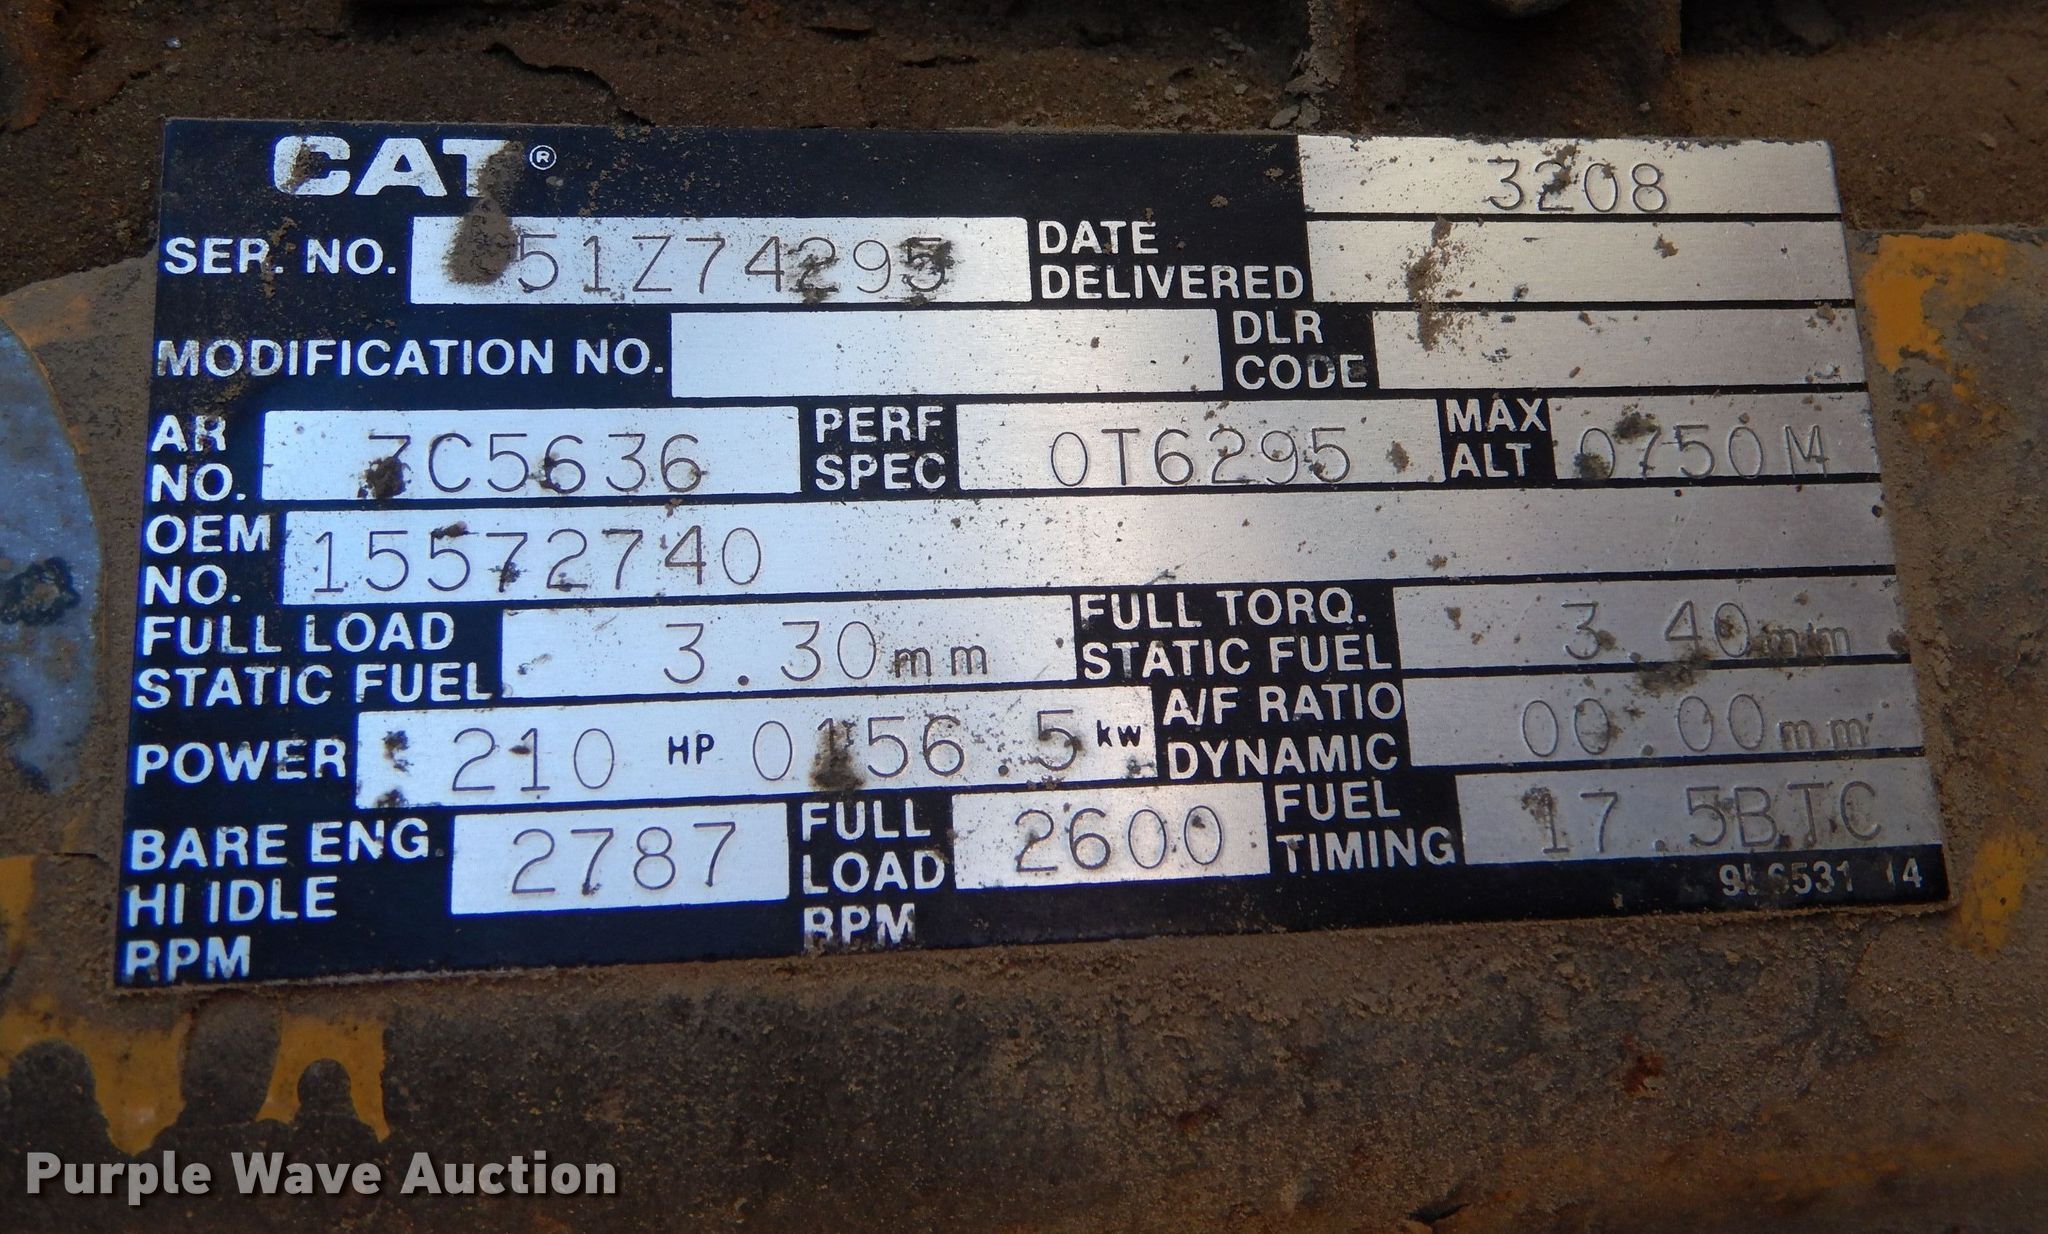 CAT®
3208
SER. NO. 51Z74295 DATE DELIVERED
MODIFICATION NO. DLR CODE
AR NO. 7C5636 PERF SPEC 0T6295 MAX ALT 0750M
OEM NO. 15572740
FULL LOAD STATIC FUEL 3.30mm FULL TORQ. STATIC FUEL 3.40mm
POWER 210 HP 0156.5 kw A/F RATIO DYNAMIC 00.00mm
BARE ENG. HI IDLE RPM 2787 FULL LOAD RPM 2600 FUEL TIMING 17.5BTC
Purple Wave Auction